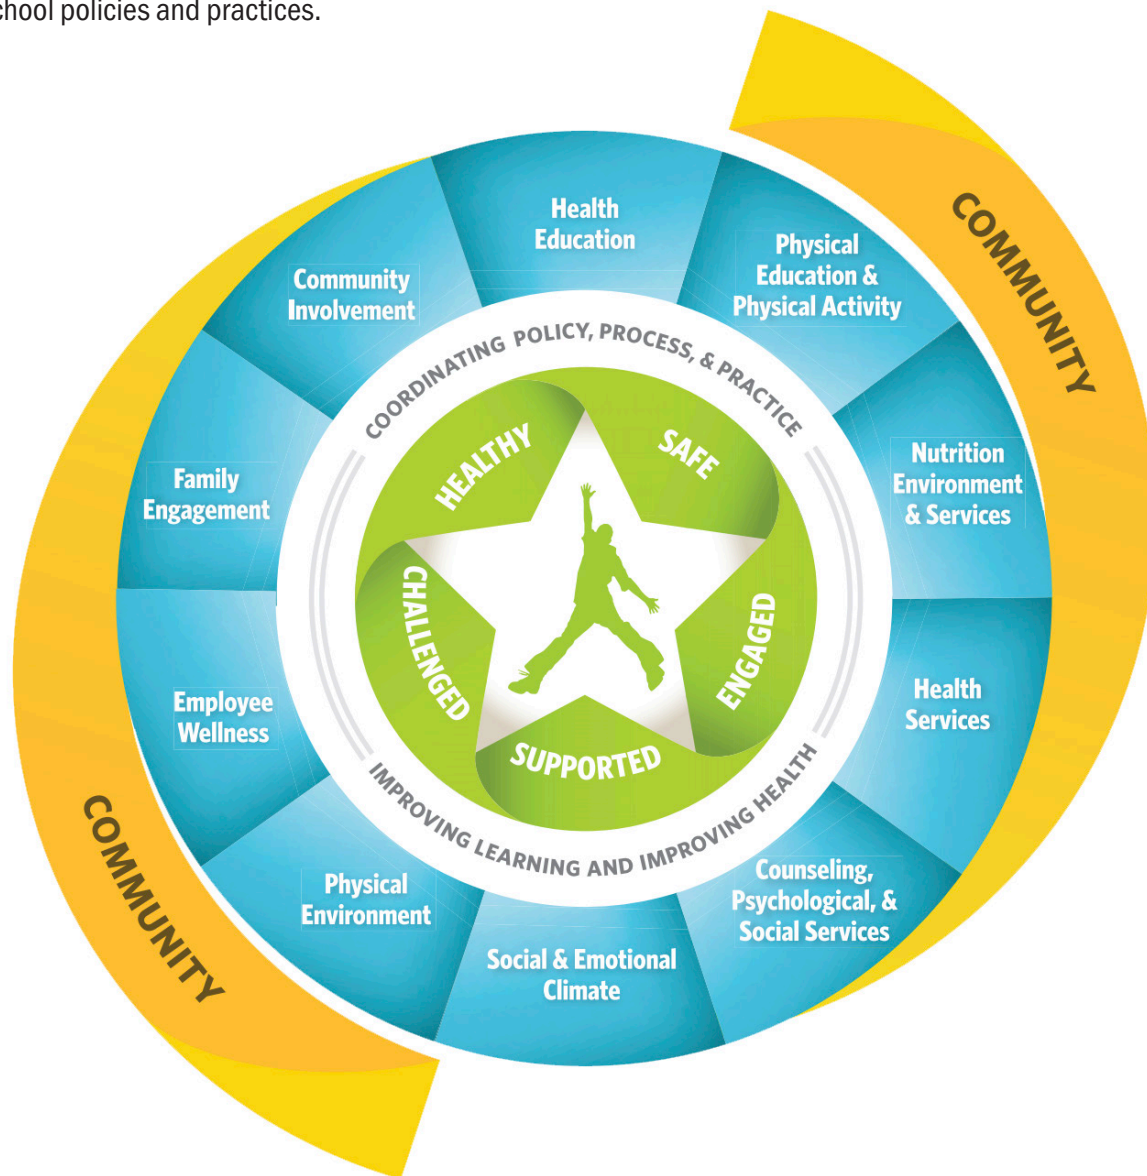 chool policies and practices.
COMMUNITY
Health
Education
Physical
Education &
Physical Activity
Nutrition
Environment
& Services
Health
Services
Counseling,
Psychological, &
Social Services
Social & Emotional
Climate
Physical
Environment
Employee
Wellness
Family
Engagement
Community
Involvement
COORDINATING POLICY, PROCESS, & PRACTICE
IMPROVING LEARNING AND IMPROVING HEALTH
HEALTHY
SAFE
ENGAGED
SUPPORTED
CHALLENGED
COMMUNITY